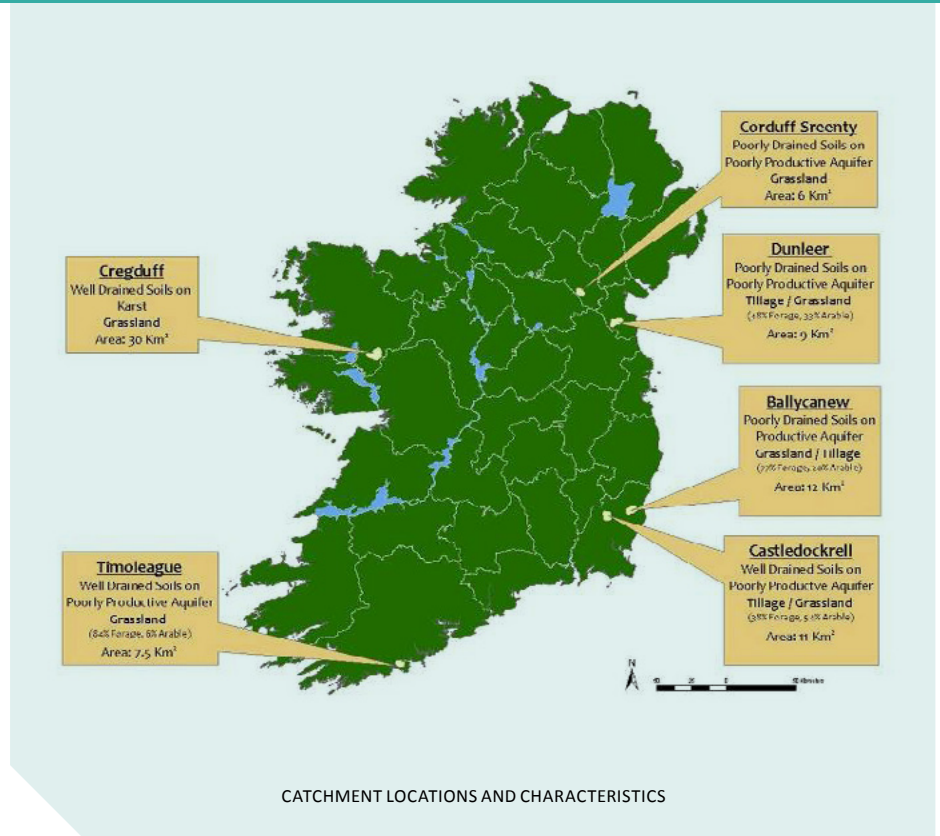 Corduff Sreenty
Poorly Drained Soils on
Poorly Productive Aquifer
Grassland
Area: 6 Km²
Dunleer
Poorly Drained Soils on
Poorly Productive Aquifer
Tillage / Grassland
Area: 9 Km²
Cregduff
Well Drained Soils on
Karst
Grassland
Area: 30 Km²
Ballycanew
Poorly Drained Soils on
Productive Aquifer
Grassland / Tillage
Area: 12 Km²
Castledockrell
Well Drained Soils on
Poorly Productve Aquifer
Tillage / Grassland
Area: 11 Km²
Timoleague
Well Drained Soils on
Poorly Productive Aquifer
Grassland
(84% Forage, 6% Arable)
Area: 7.5 Km²
N
CATCHMENT LOCATIONS AND CHARACTERISTICS